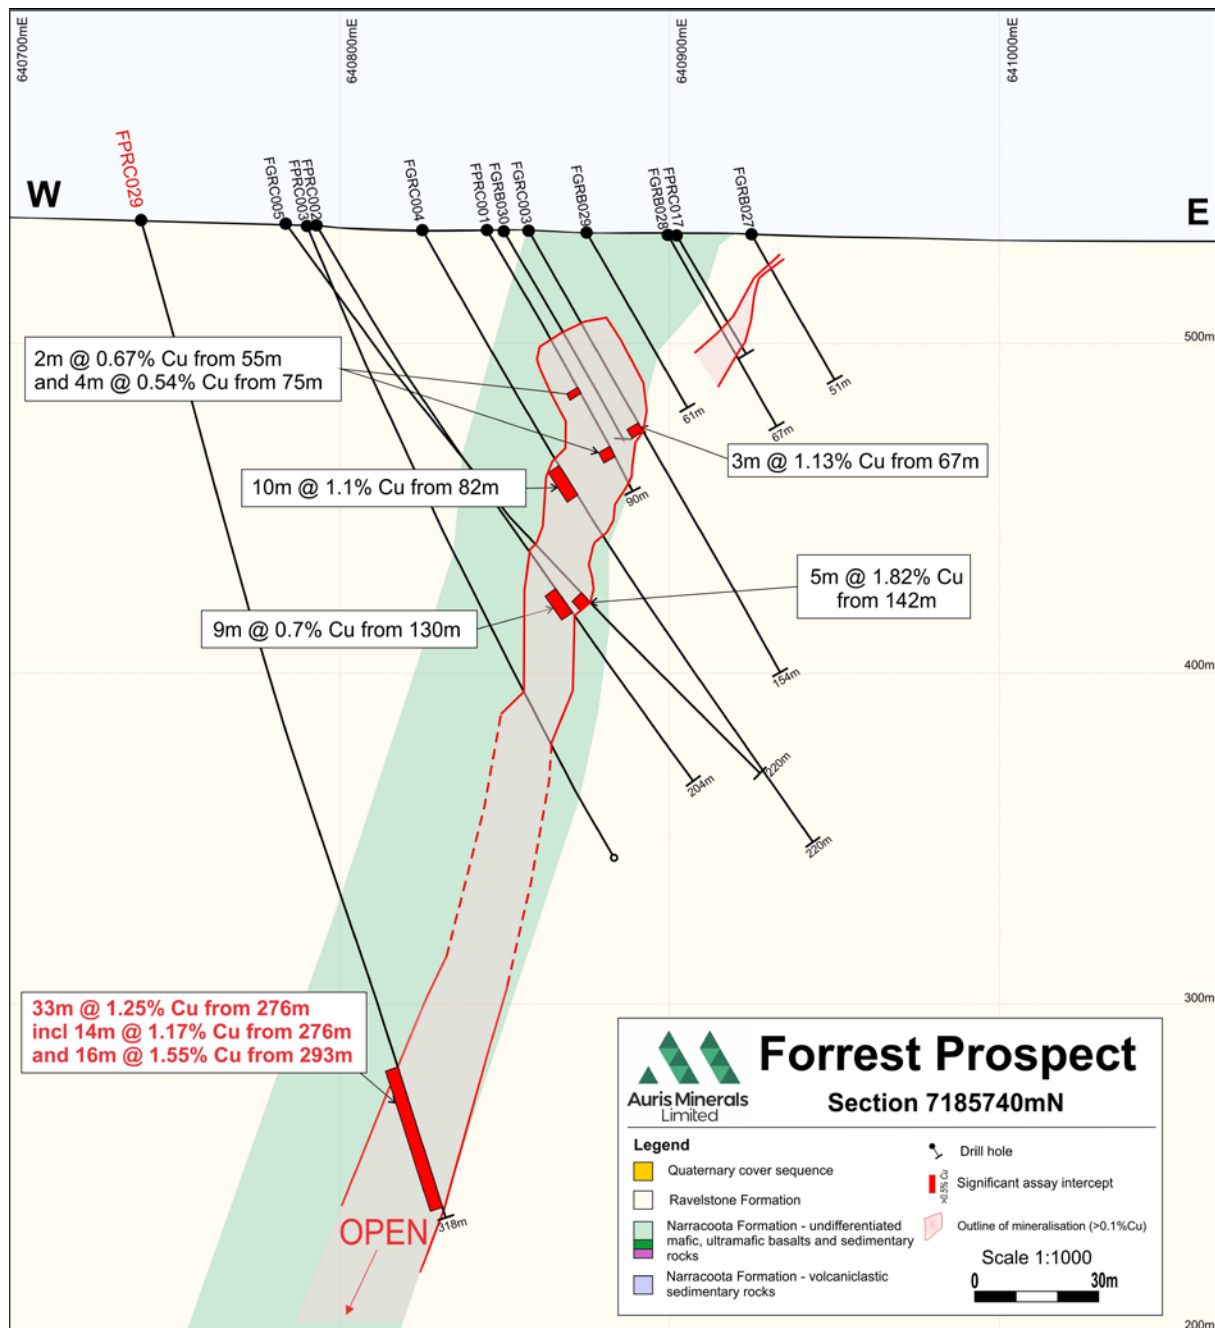 640700mE
640800mE
640900mE
641000mE
W
E
FPRC029
FGRC005
FPRC003
FPRC002
FGRC004
FPRC001
FGRB030
FGRC003
FGRB029
FGRB028
FPRC017
FGRB027
500m
2m @ 0.67% Cu from 55m
and 4m @ 0.54% Cu from 75m
51m
61m
67m
3m @ 1.13% Cu from 67m
10m @ 1.1% Cu from 82m
90m
5m @ 1.82% Cu
from 142m
9m @ 0.7% Cu from 130m
400m
154m
204m
220m
220m
300m
33m @ 1.25% Cu from 276m
incl 14m @ 1.17% Cu from 276m
and 16m @ 1.55% Cu from 293m
318m
OPEN
200m
Auris Minerals
Limited
Forrest Prospect
Section 7185740mN
Legend
Quaternary cover sequence
Ravelstone Formation
Narracoota Formation - undifferentiated
mafic, ultramafic basalts and sedimentary
rocks
Narracoota Formation - volcaniclastic
sedimentary rocks
Drill hole
>0.5% Cu
Significant assay intercept
Outline of mineralisation (>0.1%Cu)
Scale 1:1000
0 30m